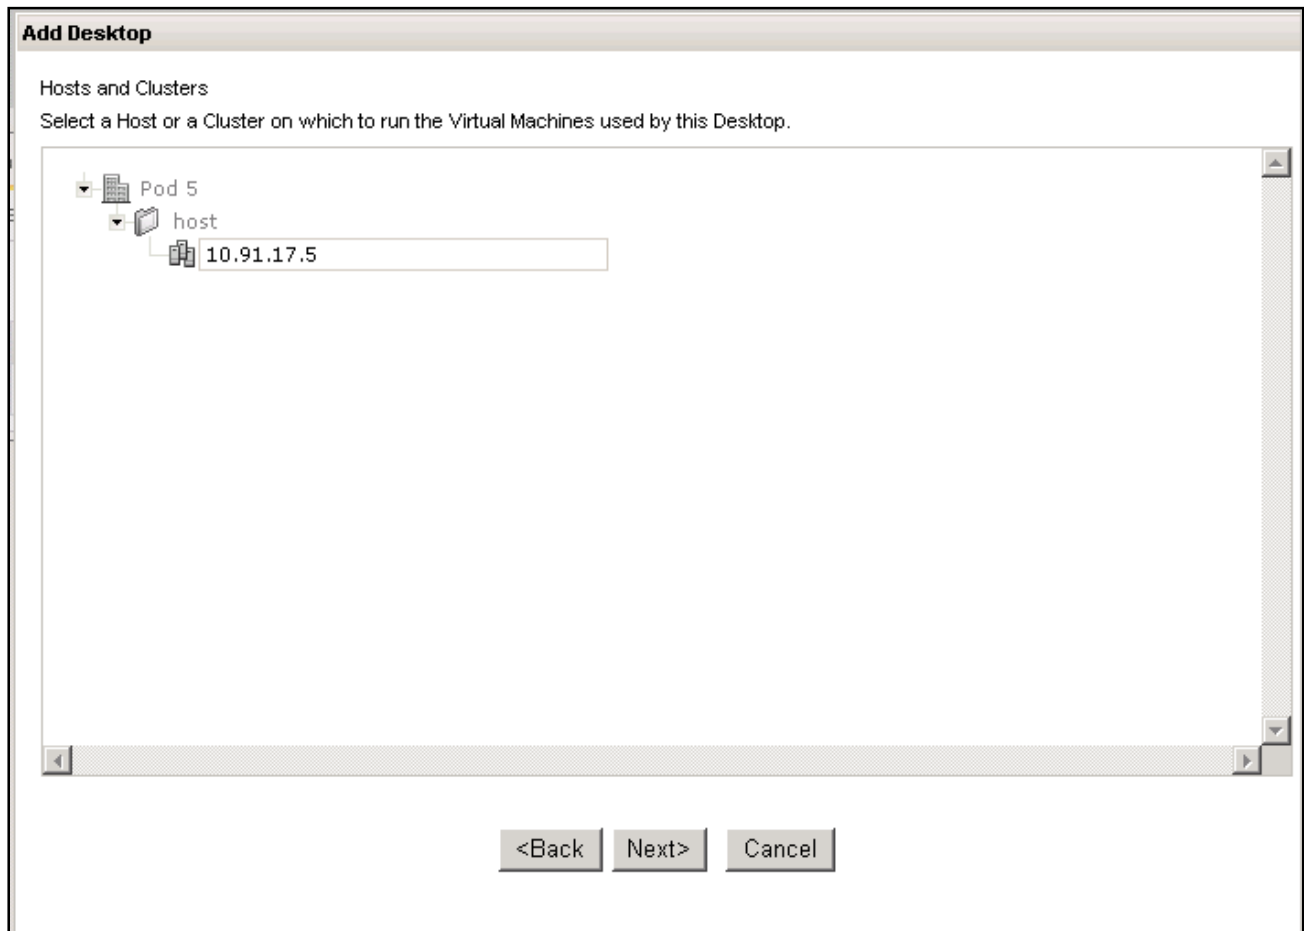 Add Desktop
Hosts and Clusters
Select a Host or a Cluster on which to run the Virtual Machines used by this Desktop.
Pod 5
host
10.91.17.5
<Back Next> Cancel